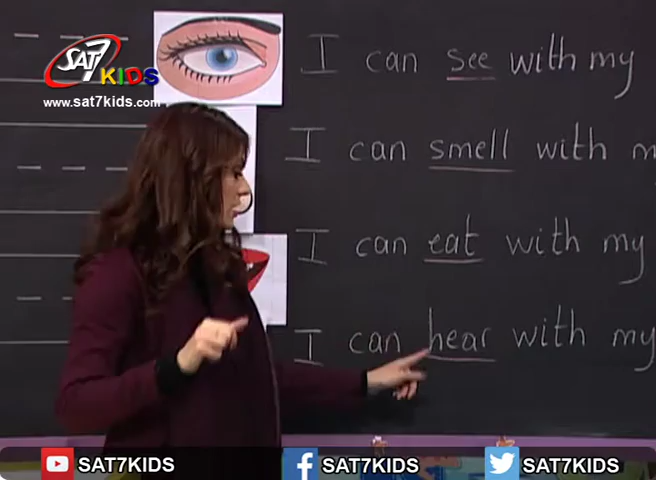 SAT7 KIDS
www.sat7kids.com
I can see with my
I can smell with
I can eat with my
I can hear with my
SAT7KIDS SAT7KIDS SAT7KIDS